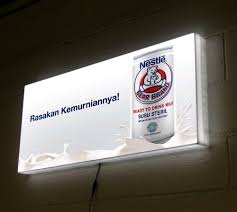 Rasakan Kemurniannya!
Nestlé
BEAR BRAND
READY TO DRINK MILK
SUSU STERIL